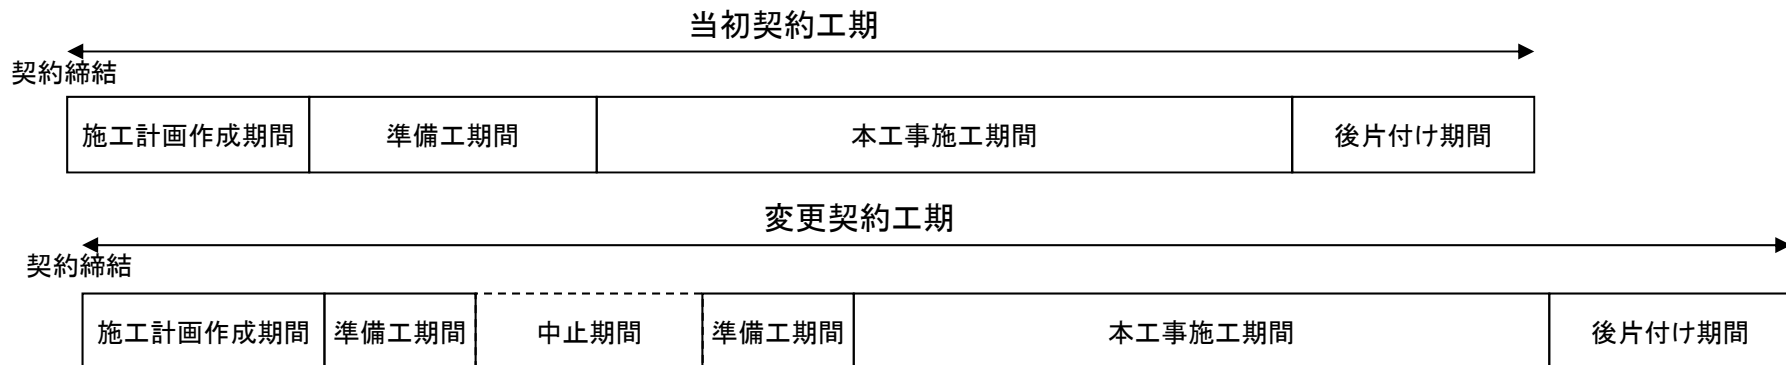 当初契約工期
契約締結
施工計画作成期間 準備工期間 本工事施工期間 後片付け期間
変更契約工期
契約締結
施工計画作成期間 準備工期間 中止期間 準備工期間 本工事施工期間 後片付け期間